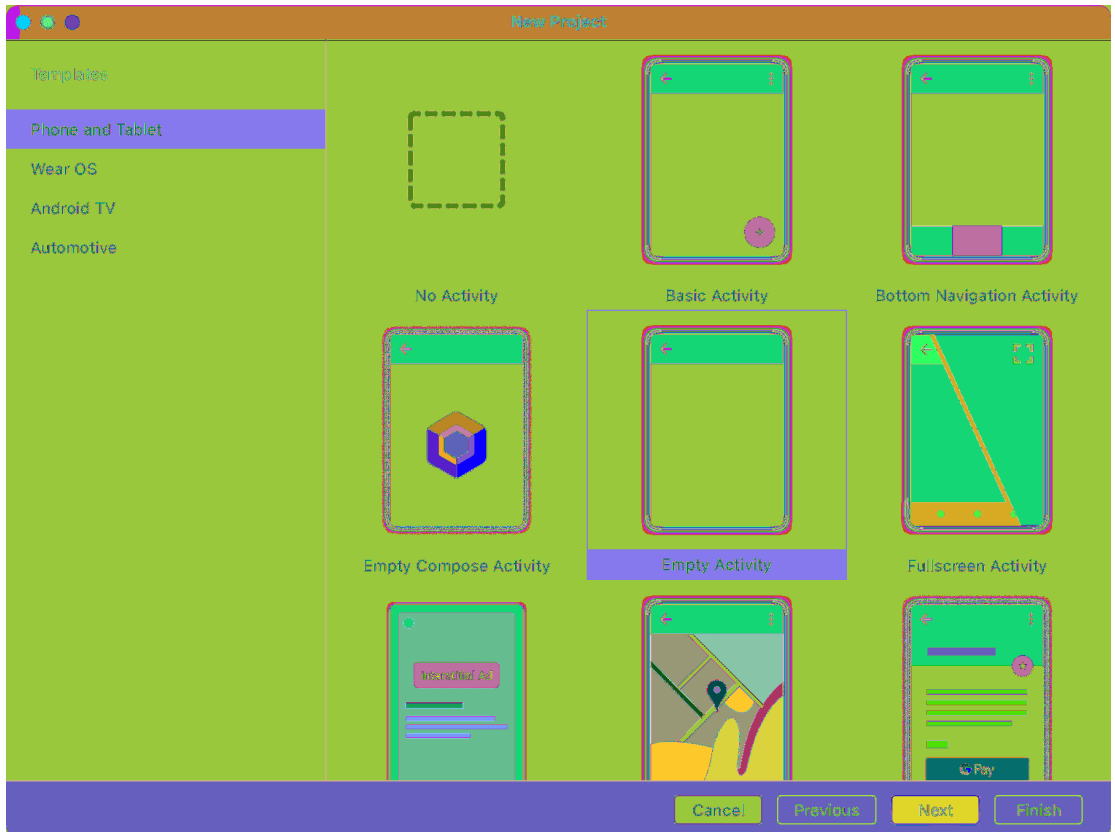 New Project
Templates
Phone and Tablet
Wear OS
Android TV
Automotive
No Activity
Basic Activity
Bottom Navigation Activity
Empty Compose Activity
Empty Activity
Fullscreen Activity
Interstitial Ad
G Pay
Cancel
Previous
Next
Finish